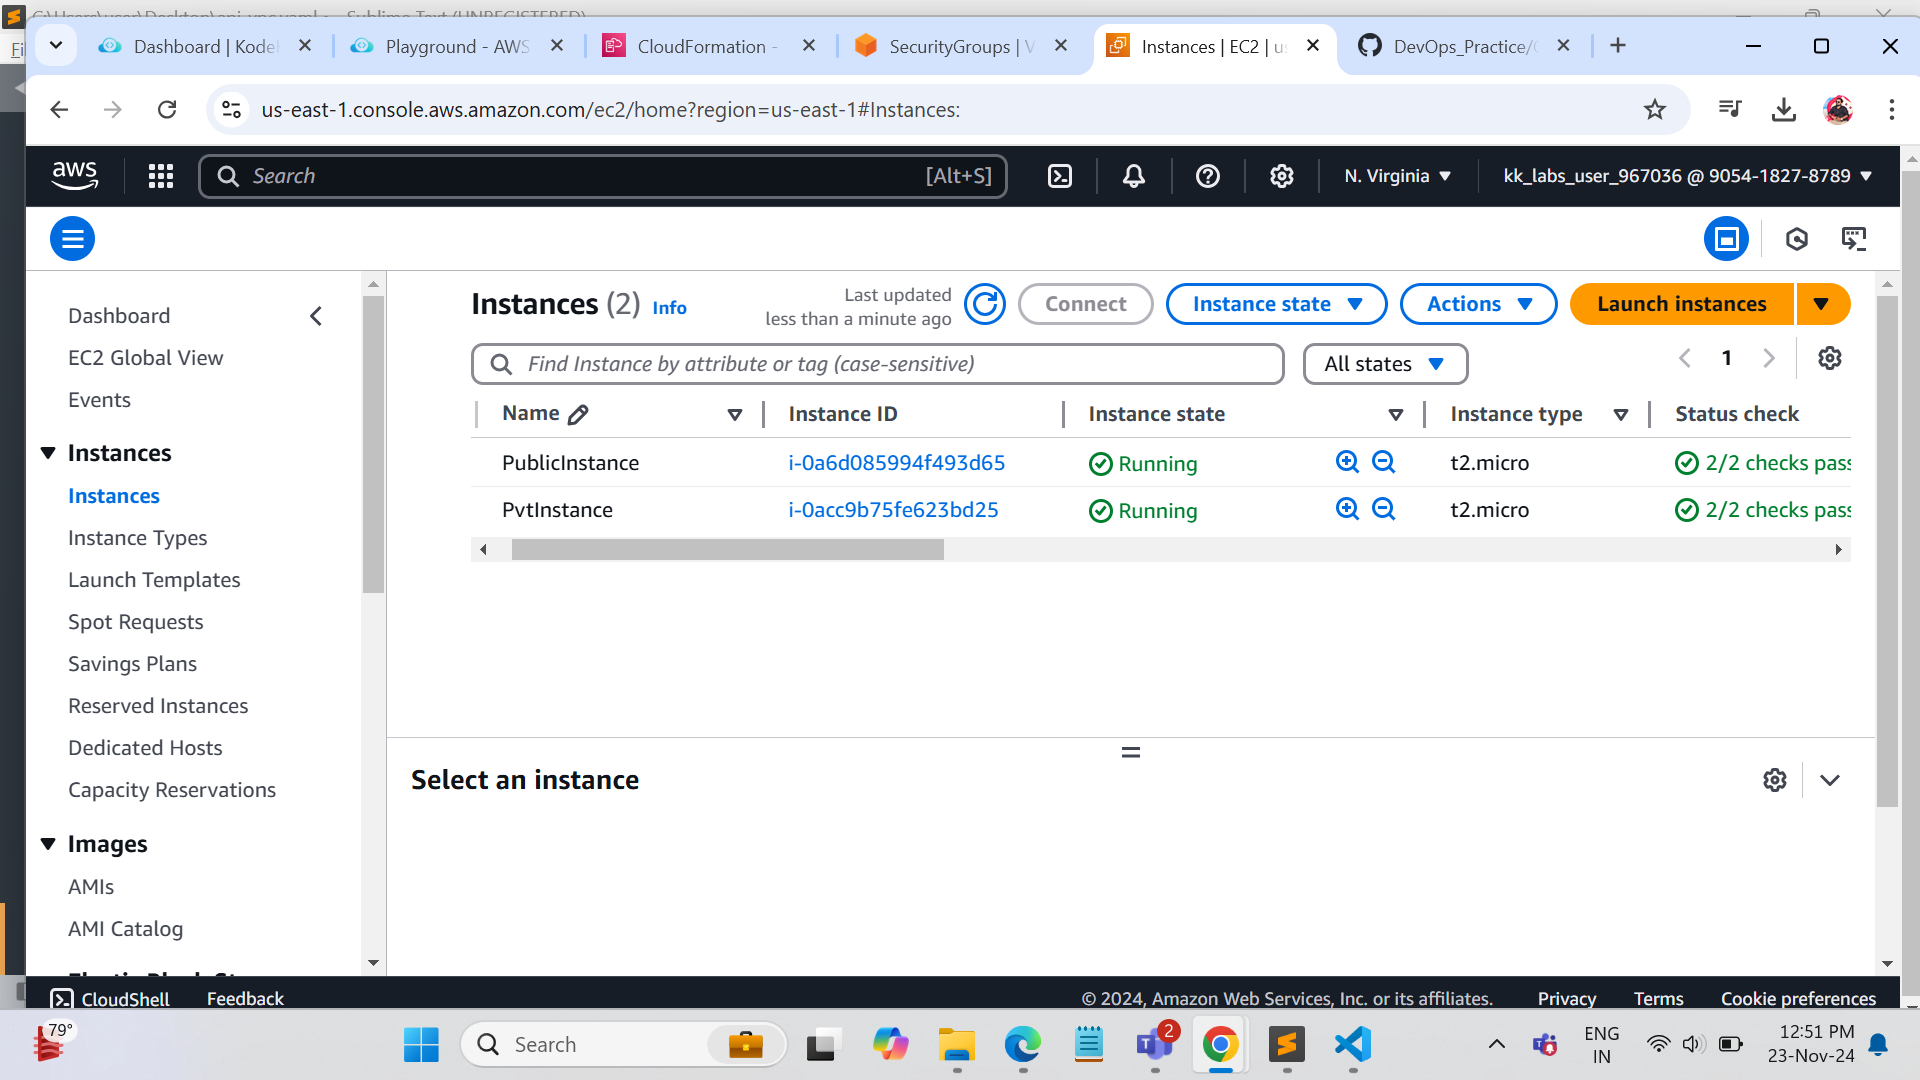 Dashboard | Kode
Playground - AWS
CloudFormation -
SecurityGroups | V
Instances | EC2 | us
DevOps_Practice/
us-east-1.console.aws.amazon.com/ec2/home?region=us-east-1#Instances:
aws
Search
[Alt+S]
N. Virginia
kk_labs_user_967036 @ 9054-1827-8789
Dashboard
EC2 Global View
Events
Instances
Instances
Instance Types
Launch Templates
Spot Requests
Savings Plans
Reserved Instances
Dedicated Hosts
Capacity Reservations
Images
AMIs
AMI Catalog
Instances (2) Info
Last updated
less than a minute ago
Connect
Instance state
Actions
Launch instances
Find Instance by attribute or tag (case-sensitive)
All states
1
Name Instance ID Instance state Instance type Status check
PublicInstance i-0a6d085994f493d65 Running t2.micro 2/2 checks pass
PvtInstance i-0acc9b75fe623bd25 Running t2.micro 2/2 checks pass
Select an instance
CloudShell Feedback © 2024, Amazon Web Services, Inc. or its affiliates. Privacy Terms Cookie preferences
79°
Search
2
ENG
IN
12:51 PM
23-Nov-24